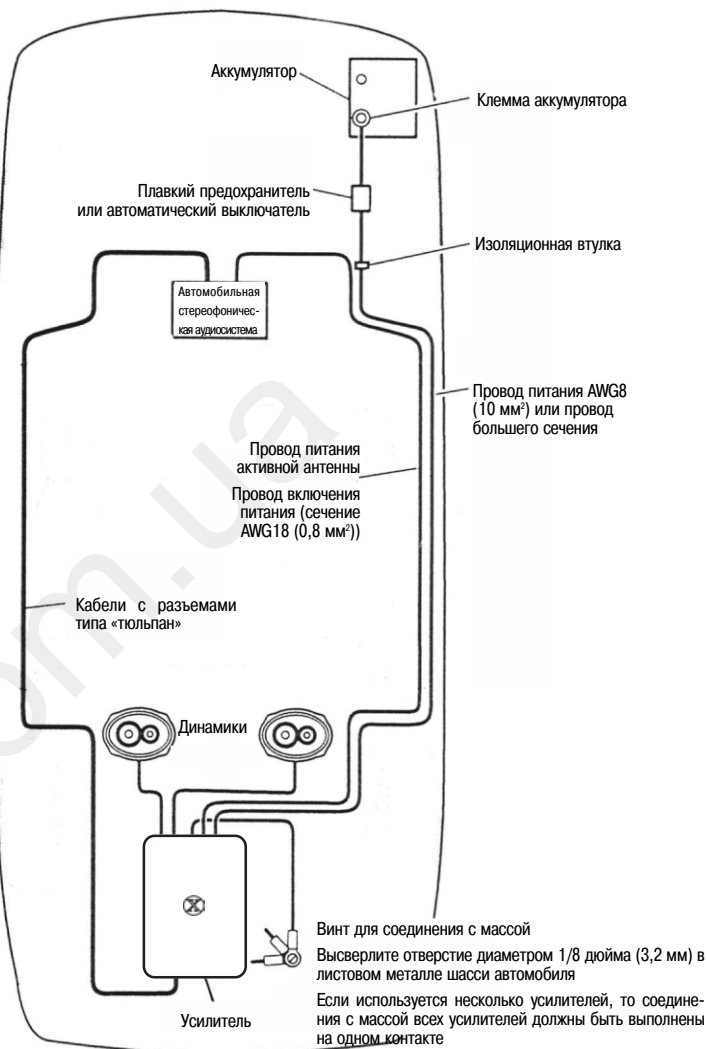 Аккумулятор
Клемма аккумулятора
Плавкий предохранитель
или автоматический выключатель
Изоляционная втулка
Автомобильная
стереофоничес-
кая аудиосистема
Провод питания AWG8
(10 мм²) или провод
большего сечения
Провод питания
активной антенны
Провод включения
питания (сечение
AWG18 (0,8 мм²))
Кабели с разъемами
типа «тюльпан»
Динамики
X
Усилитель
Винт для соединения с массой
Высверлите отверстие диаметром 1/8 дюйма (3,2 мм) в
листовом металле шасси автомобиля
Если используется несколько усилителей, то соедине-
ния с массой всех усилителей должны быть выполнены
на одном контакте
om.ua